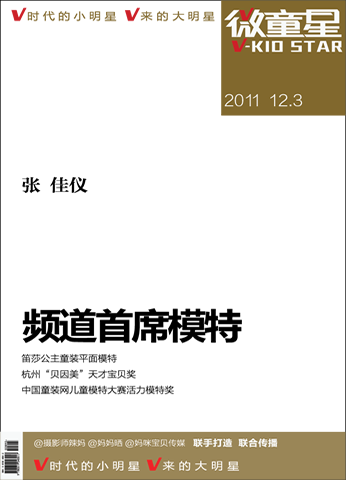 V时代的小明星 V来的大明星
微童星
V-KID STAR
2011 12.3
张 佳仪
频道首席模特
笛莎公主童装平面模特
杭州“贝因美”天才宝贝奖
中国童装网儿童模特大赛活力模特奖
@摄影师辣妈 @妈妈晒 @妈咪宝贝传媒 联手打造 联合传播
V时代的小明星 V来的大明星